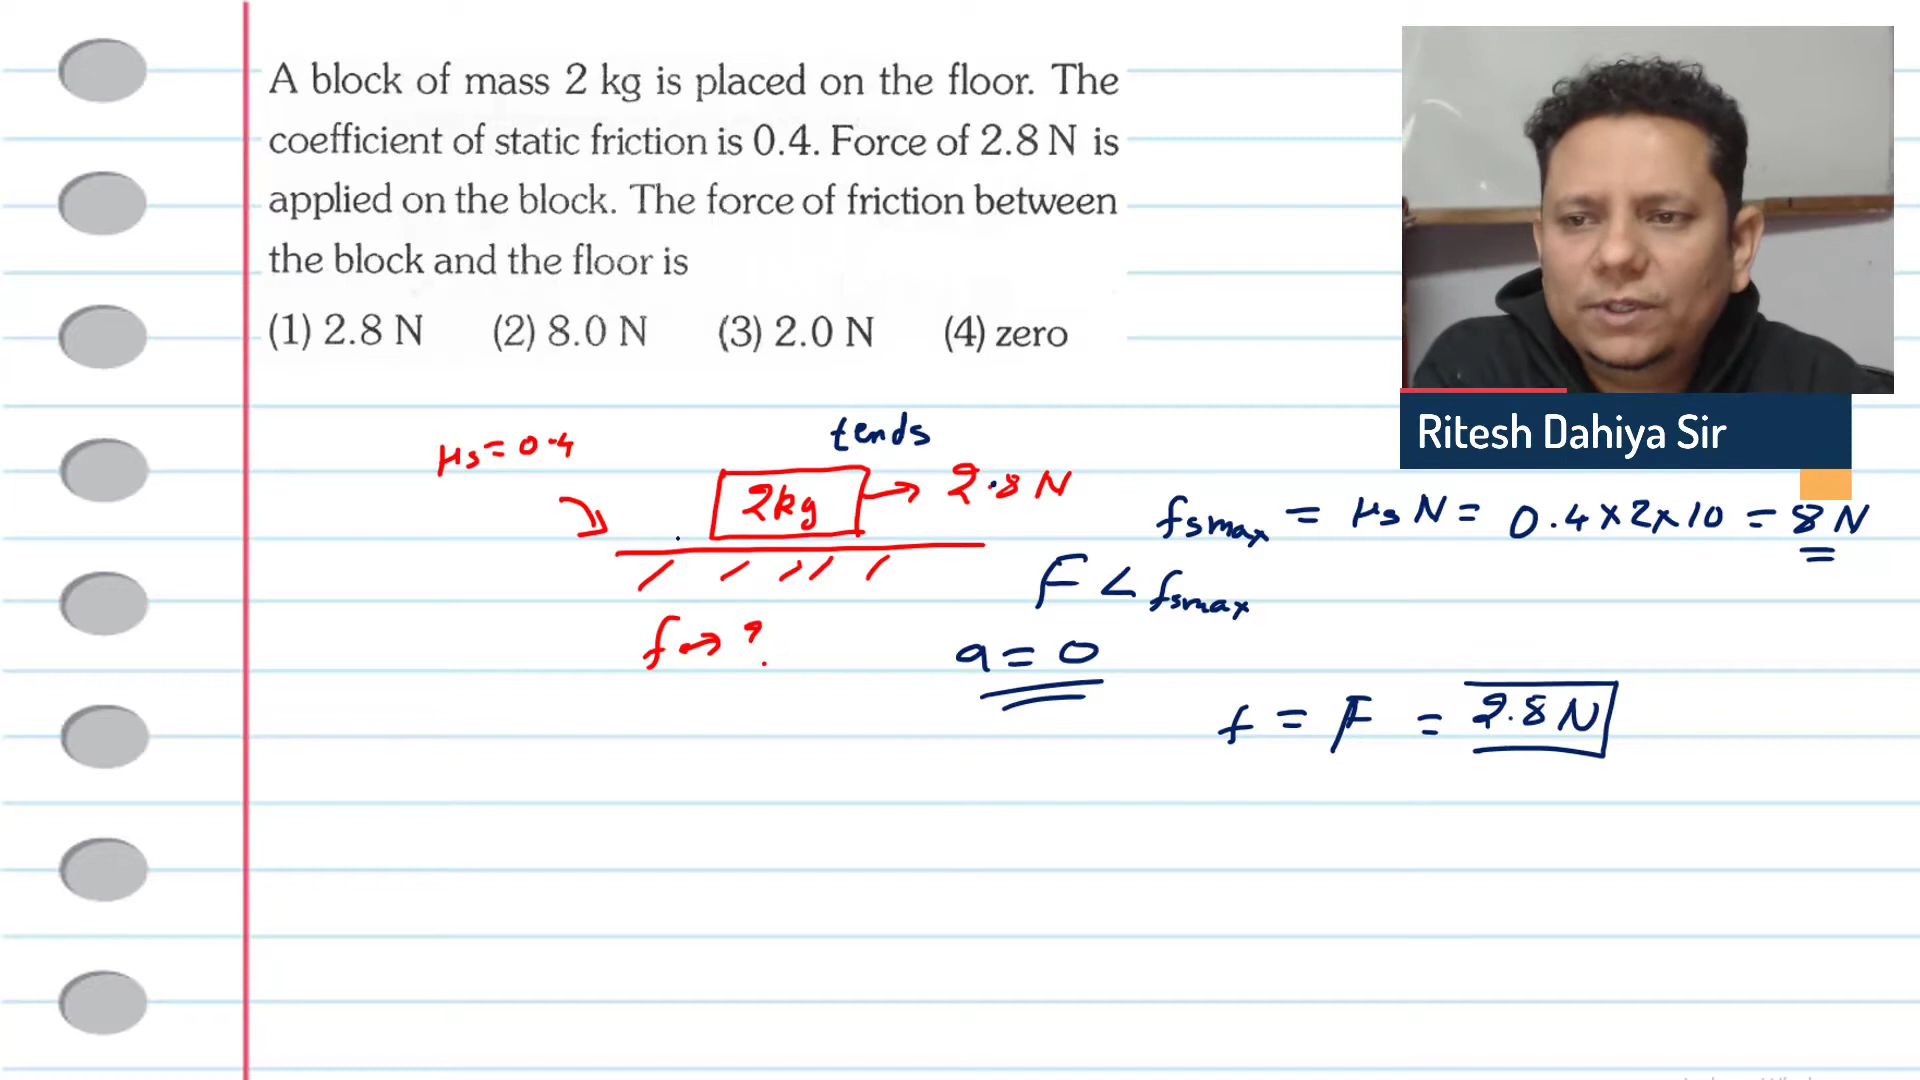 A block of mass 2 kg is placed on the floor. The
coefficient of static friction is 0.4. Force of 2.8 N is
applied on the block. The force of friction between
the block and the floor is
(1) 2.8 N (2) 8.0 N (3) 2.0 N (4) zero
Ritesh Dahiya Sir
tends
μs = 0.4
2kg → 2.8 N
fsmax = μs N = 0.4 × 2 × 10 = 8 N
F < fsmax
f → ?
a = 0
f = F = 2.8 N